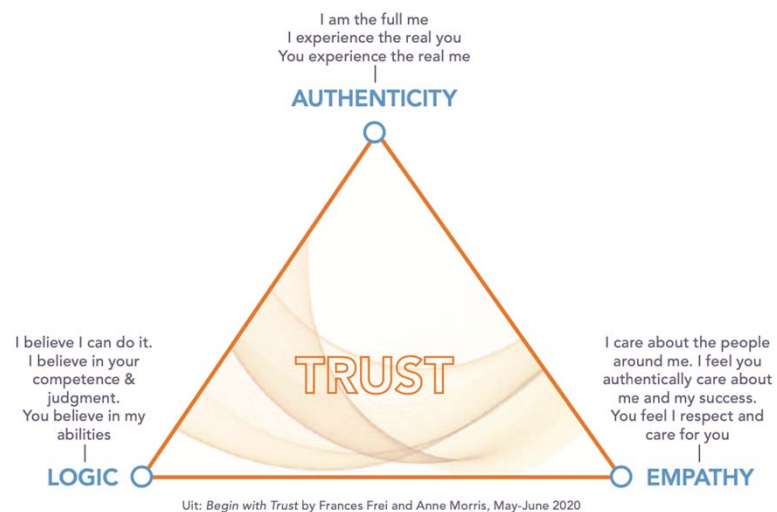 I am the full me
I experience the real you
You experience the real me
AUTHENTICITY
TRUST
I believe I can do it.
I believe in your
competence &
judgment.
You believe in my
abilities
LOGIC
I care about the people
around me. I feel you
authentically care about
me and my success.
You feel I respect and
care for you
EMPATHY
Uit: Begin with Trust by Frances Frei and Anne Morris, May-June 2020